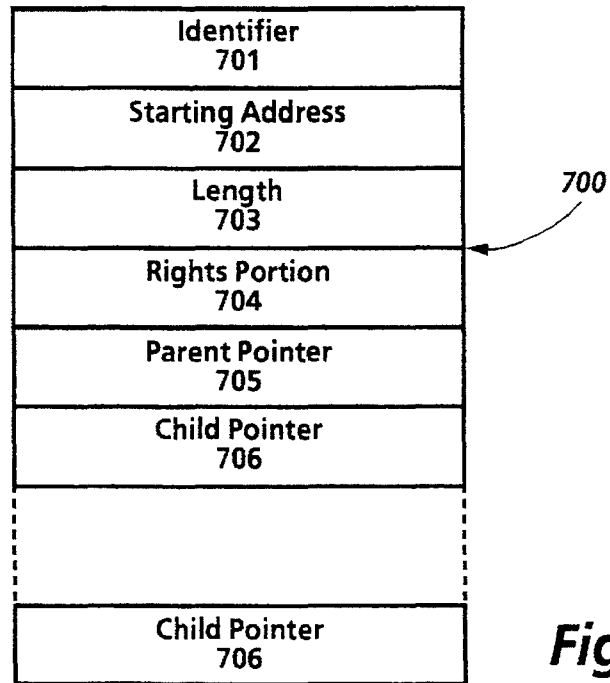 Identifier
701
Starting Address
702
Length
703
700
Rights Portion
704
Parent Pointer
705
Child Pointer
706
Child Pointer
706
Fig